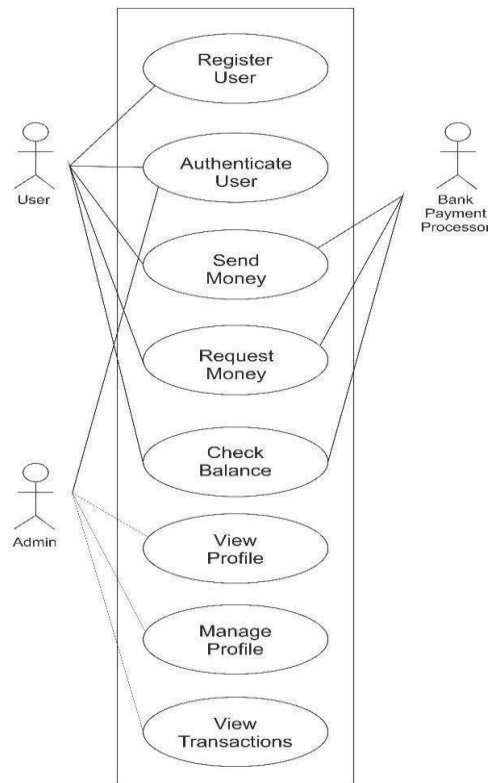 Register
User
User
Authenticate
User
Bank
Payment
Processor
Send
Money
Request
Money
Check
Balance
Admin
View
Profile
Manage
Profile
View
Transactions